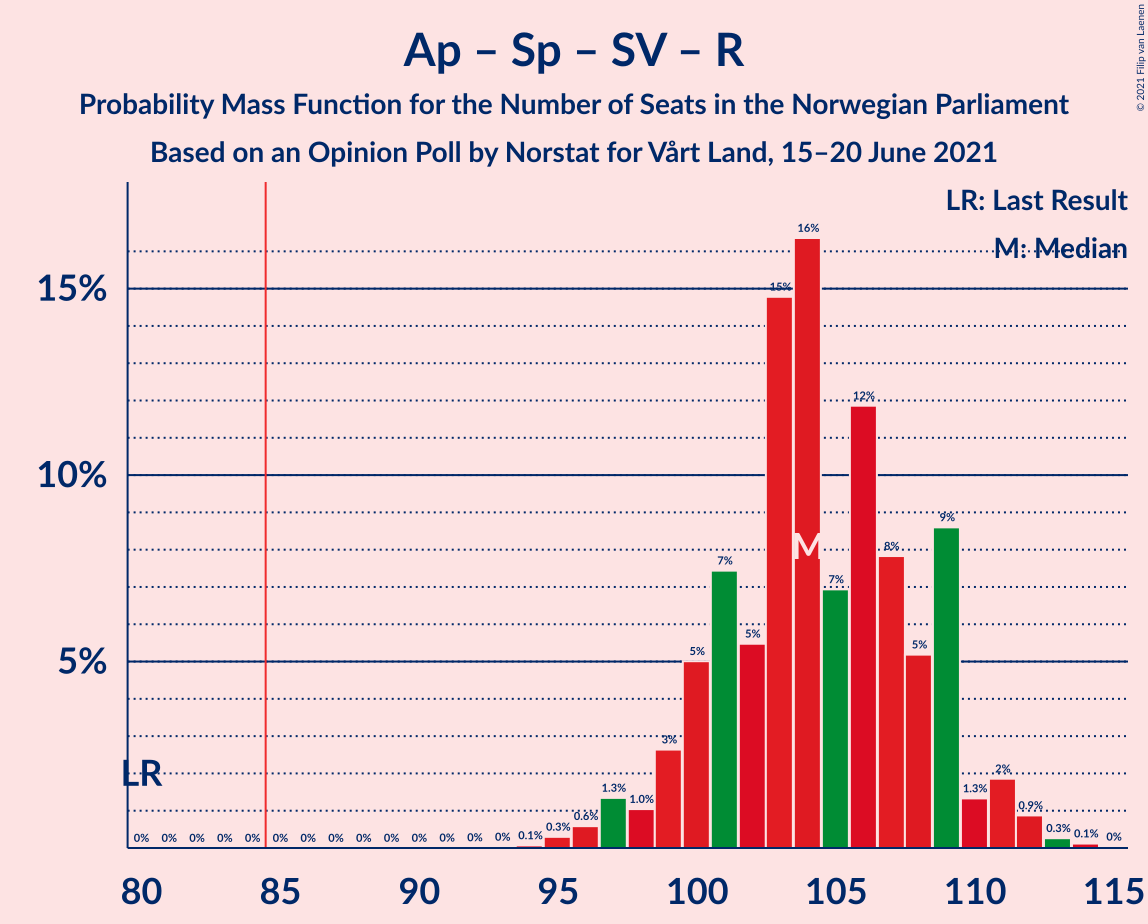 Ap – Sp – SV – R
Probability Mass Function for the Number of Seats in the Norwegian Parliament
Based on an Opinion Poll by Norstat for Vårt Land, 15–20 June 2021
© 2021 Filip van Laenen
LR: Last Result
M: Median
15%
10%
5%
LR
M
0% 0% 0% 0% 0% 0% 0% 0% 0% 0% 0% 0% 0% 0% 0.1% 0.3% 0.6% 1.3% 1.0% 3% 5% 7% 5% 15% 16% 7% 12% 8% 5% 9% 1.3% 2% 0.9% 0.3% 0.1% 0%
80 85 90 95 100 105 110 115